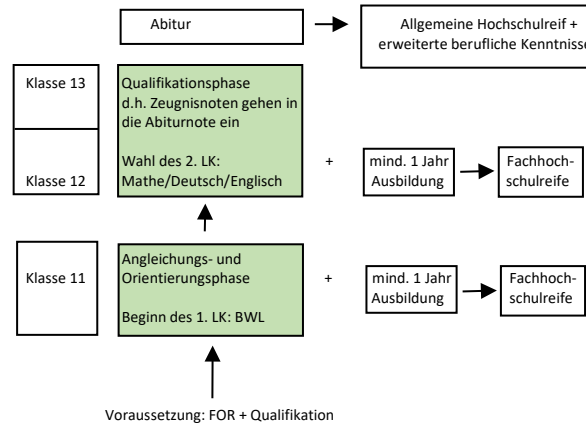 Abitur
Allgemeine Hochschulreif +
erweiterte berufliche Kenntnisse
Klasse 13
Klasse 12
Qualifikationsphase
d.h. Zeugnisnoten gehen in
die Abiturnote ein
Wahl des 2. LK:
Mathe/Deutsch/Englisch
+
mind. 1 Jahr
Ausbildung
Fachhoch-
schulreife
Klasse 11
Angleichungs- und
Orientierungsphase
Beginn des 1. LK: BWL
+
mind. 1 Jahr
Ausbildung
Fachhoch-
schulreife
Voraussetzung: FOR + Qualifikation